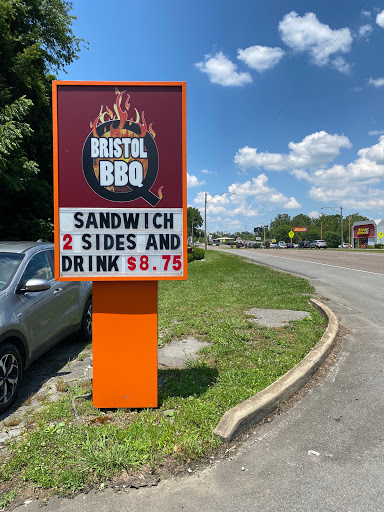 BRISTOL
BBQ
SANDWICH
2 SIDES AND
DRINK $8.75